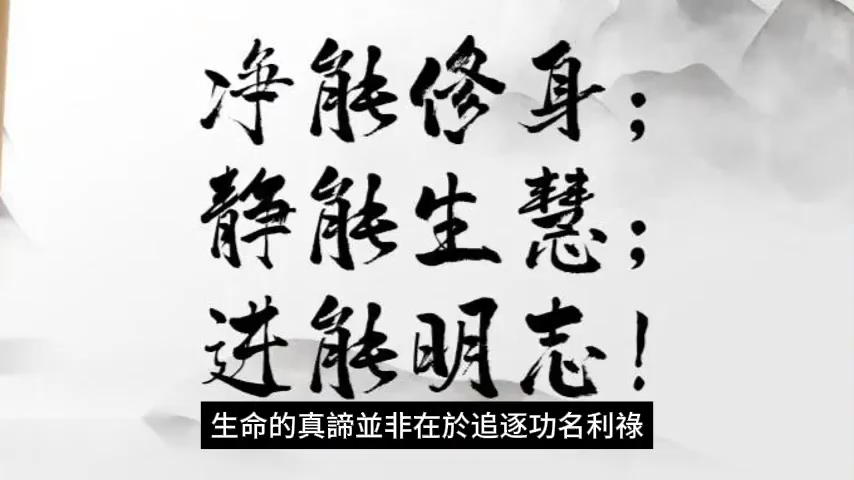 净能修身；
静能生慧；
进能明志！
生命的真諦並非在於追逐功名利祿